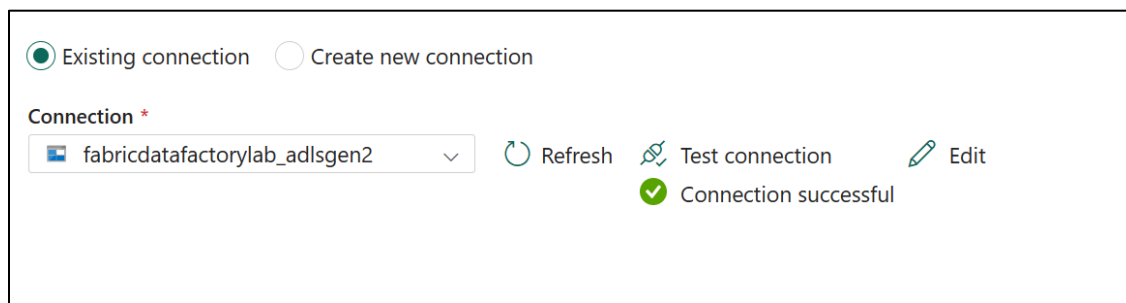 Existing connection Create new connection
Connection *
fabricdatafactorylab_adlsgen2 Refresh Test connection Edit
Connection successful